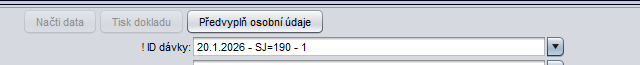 Načti data Tisk dokladu Předvyplň osobní údaje
! ID dávky: 20.1.2026 - SJ=190 - 1